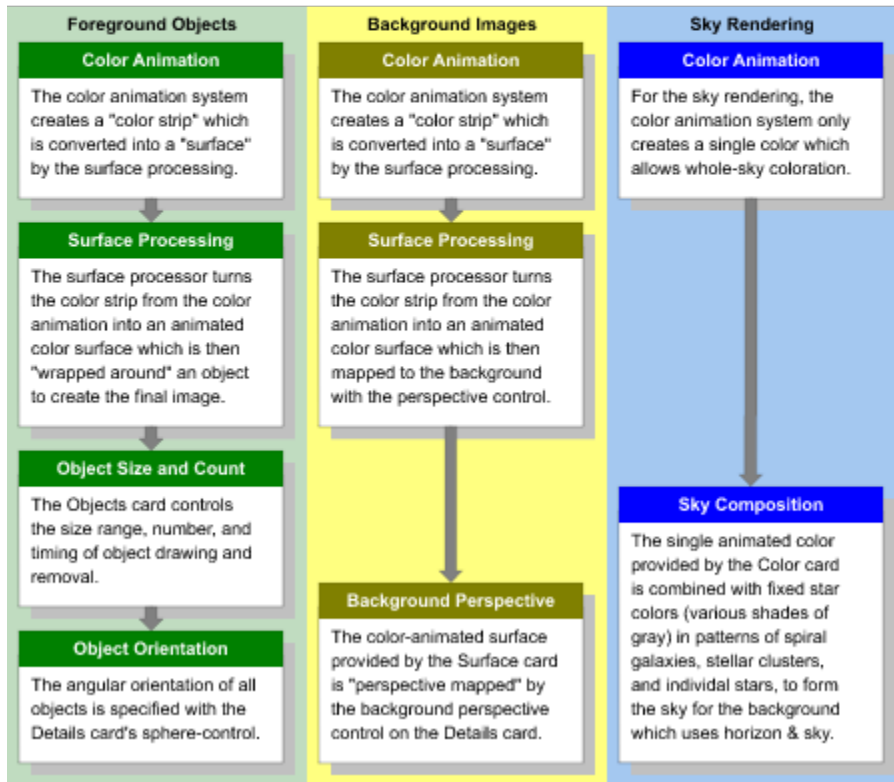 Foreground Objects
Color Animation
The color animation system
creates a "color strip" which
is converted into a "surface"
by the surface processing.
Surface Processing
The surface processor turns
the color strip from the color
animation into an animated
color surface which is then
"wrapped around" an object
to create the final image.
Object Size and Count
The Objects card controls
the size range, number, and
timing of object drawing and
removal.
Object Orientation
The angular orientation of all
objects is specified with the
Details card's sphere-control.
Background Images
Color Animation
The color animation system
creates a "color strip" which
is converted into a "surface"
by the surface processing.
Surface Processing
The surface processor turns
the color strip from the color
animation into an animated
color surface which is then
mapped to the background
with the perspective control.
Background Perspective
The color-animated surface
provided by the Surface card
is "perspective mapped" by
the background perspective
control on the Details card.
Sky Rendering
Color Animation
For the sky rendering, the
color animation system only
creates a single color which
allows whole-sky coloration.
Sky Composition
The single animated color
provided by the Color card
is combined with fixed star
colors (various shades of
gray) in patterns of spiral
galaxies, stellar clusters,
and individal stars, to form
the sky for the background
which uses horizon & sky.